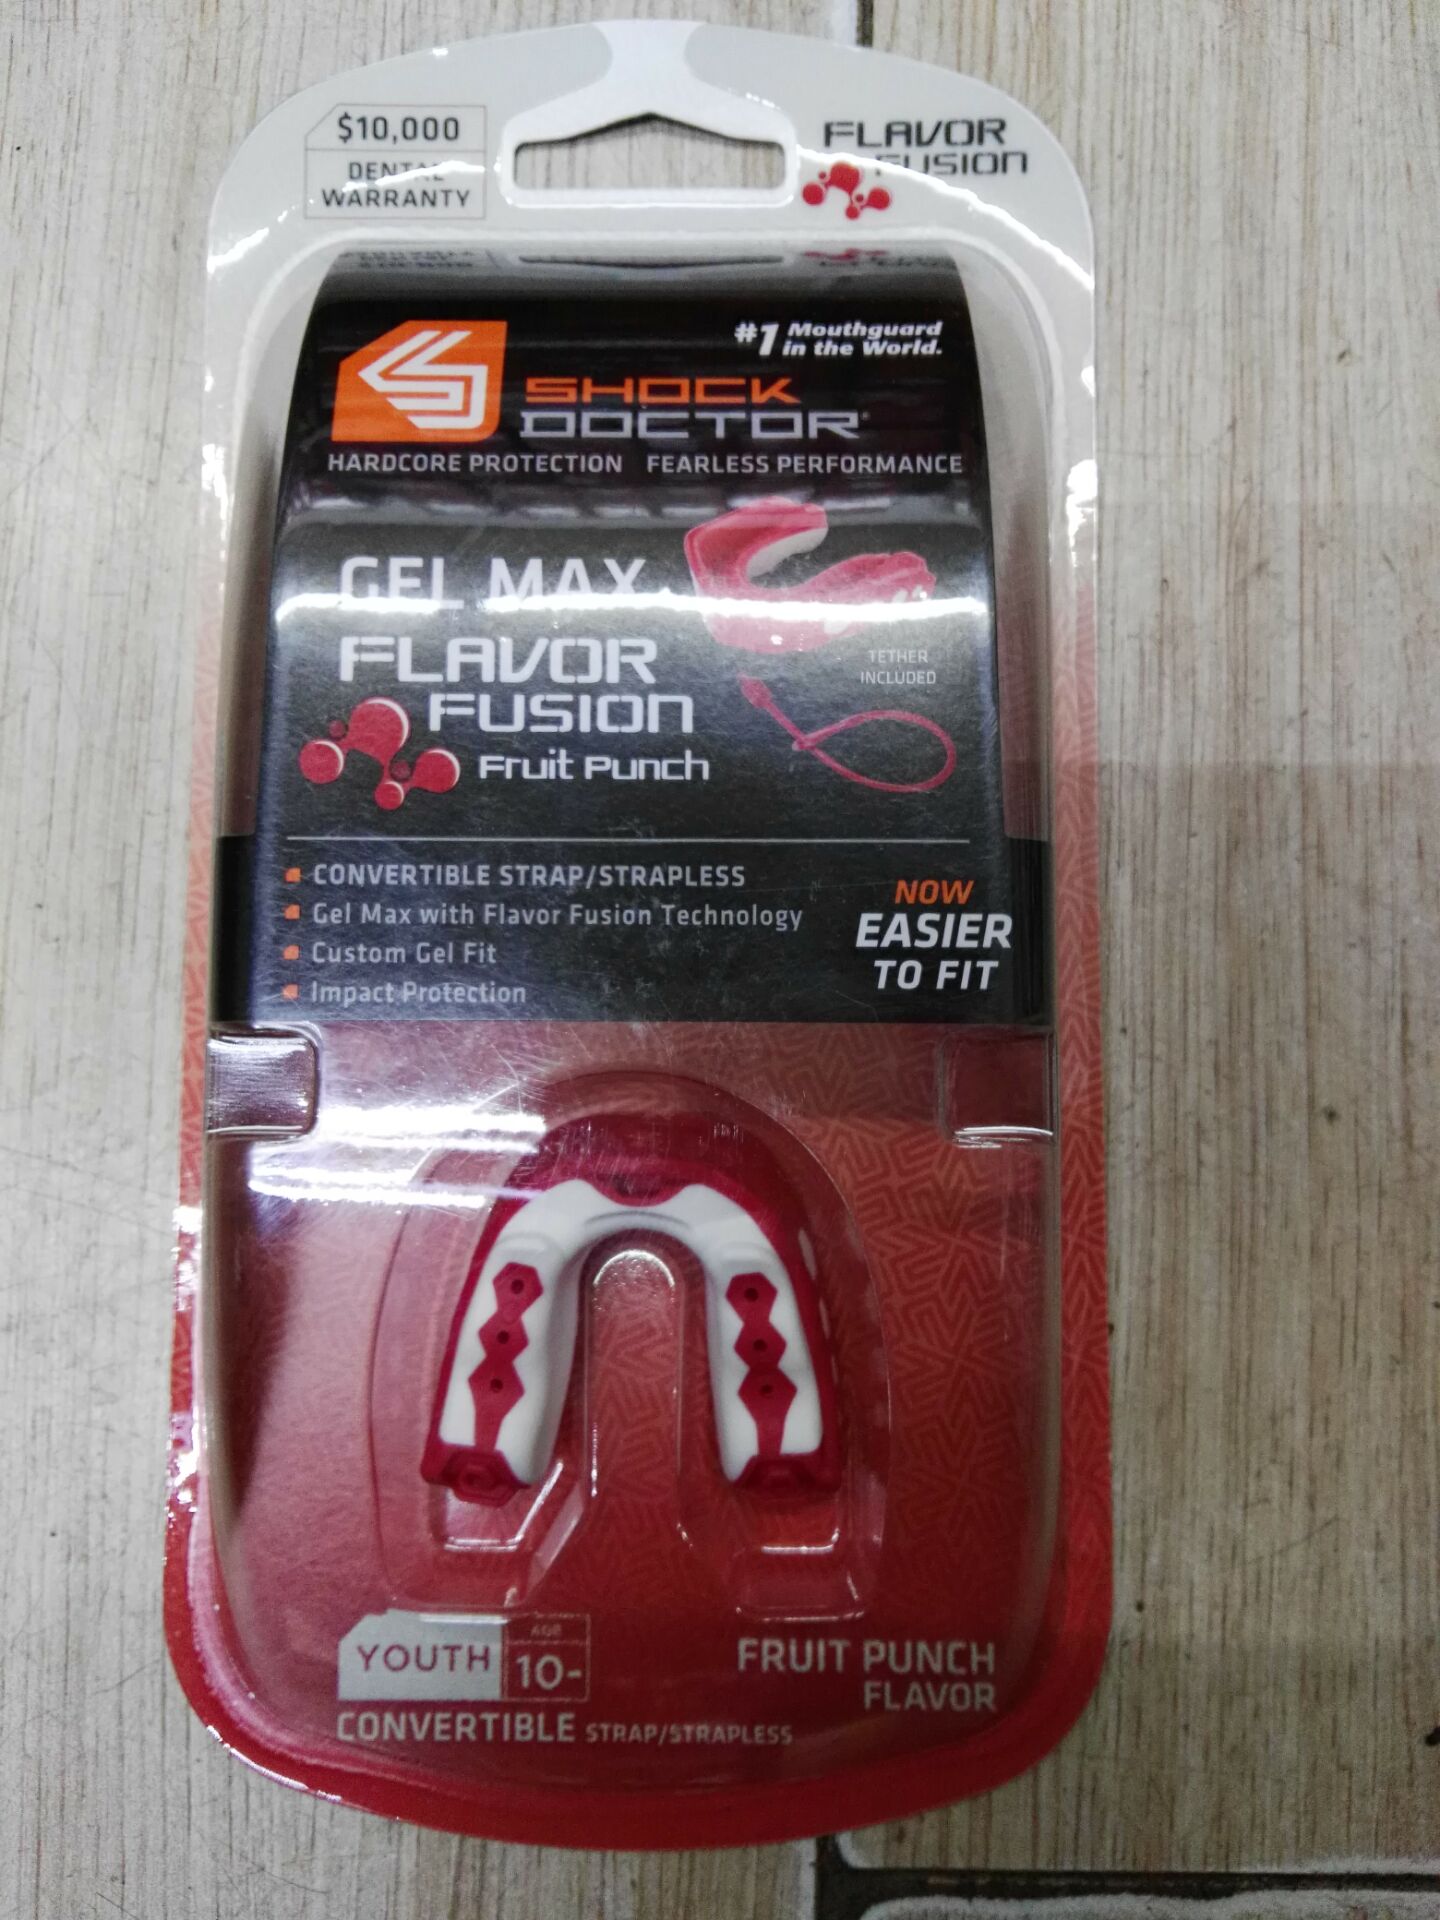 $10,000
DENTAL
WARRANTY
FLAVOR
FUSION
#1 Mouthguard
in the World.
SHOCK
DOCTOR
HARDCORE PROTECTION FEARLESS PERFORMANCE
GEL MAX
FLAVOR
FUSION
Fruit Punch
TETHER
INCLUDED
CONVERTIBLE STRAP/STRAPLESS
Gel Max with Flavor Fusion Technology
Custom Gel Fit
Impact Protection
NOW
EASIER
TO FIT
YOUTH
AGE
10-
CONVERTIBLE STRAP/STRAPLESS
FRUIT PUNCH
FLAVOR